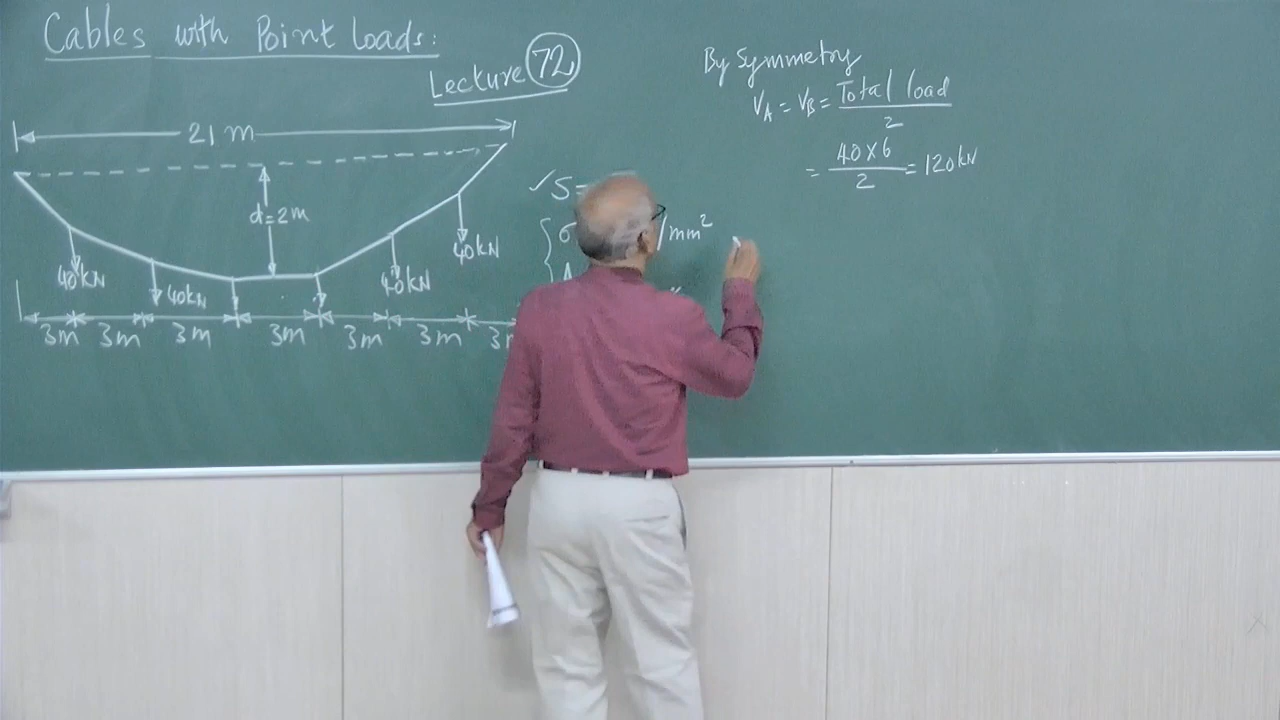 Cables with Point Loads:
Lecture 72
21 m
d=2m
40kN
40kN
40kN
40kN
3m 3m 3m 3m 3m 3m
S=
σ /mm²
By Symmetry
V_A = V_B = Total load / 2
= 40×6 / 2 = 120kN